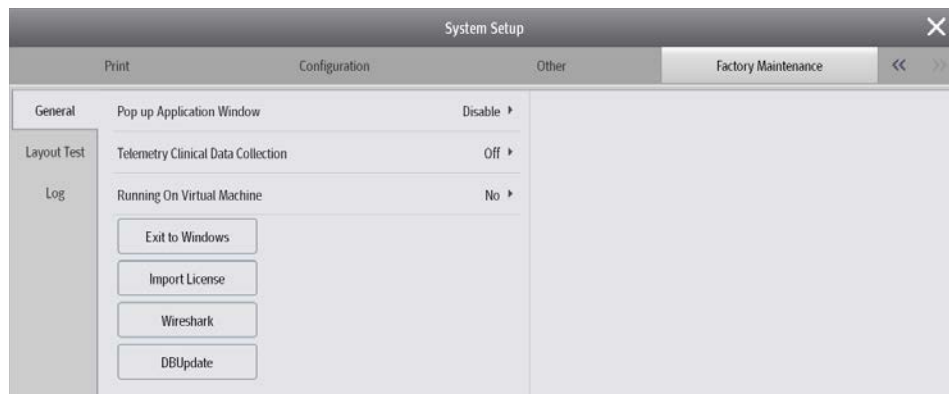 System Setup
Print Configuration Other Factory Maintenance
General
Layout Test
Log
Pop up Application Window Disable
Telemetry Clinical Data Collection Off
Running On Virtual Machine No
Exit to Windows
Import License
Wireshark
DBUpdate